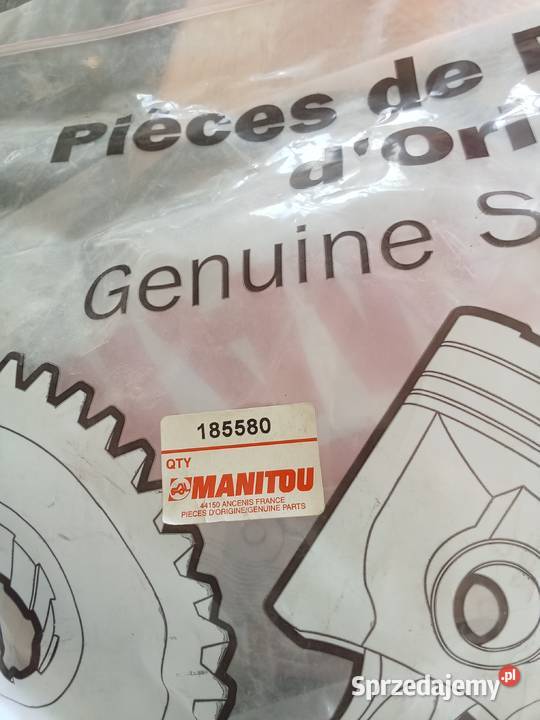 Pièces de
d'Ori
Genuine S
185580
QTY
MANITOU
44150 ANCENIS FRANCE
PIECES D'ORIGINE/GENUINE PARTS
Sprzedajemy.pl